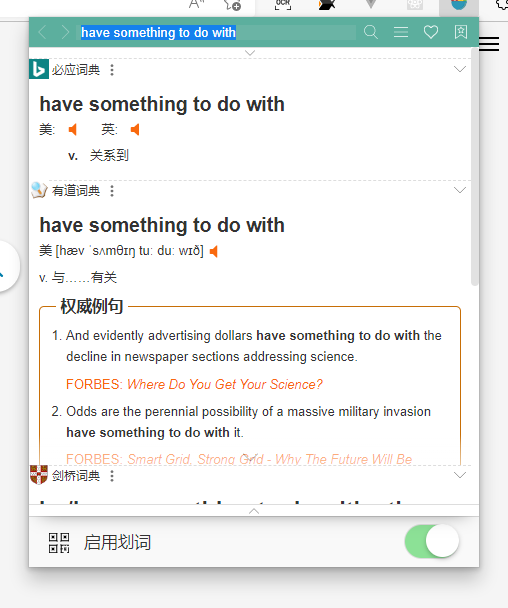 OCR
have something to do with
必应词典
have something to do with
美: 英:
v. 关系到
有道词典
have something to do with
美 [hæv ˈsʌmθɪŋ tuː duː wɪð]
v. 与……有关
权威例句
1. And evidently advertising dollars have something to do with the
decline in newspaper sections addressing science.
FORBES: Where Do You Get Your Science?
2. Odds are the perennial possibility of a massive military invasion
have something to do with it.
FORBES: Smart Grid, Strong Grid - Why The Future Will Be
剑桥词典
启用划词